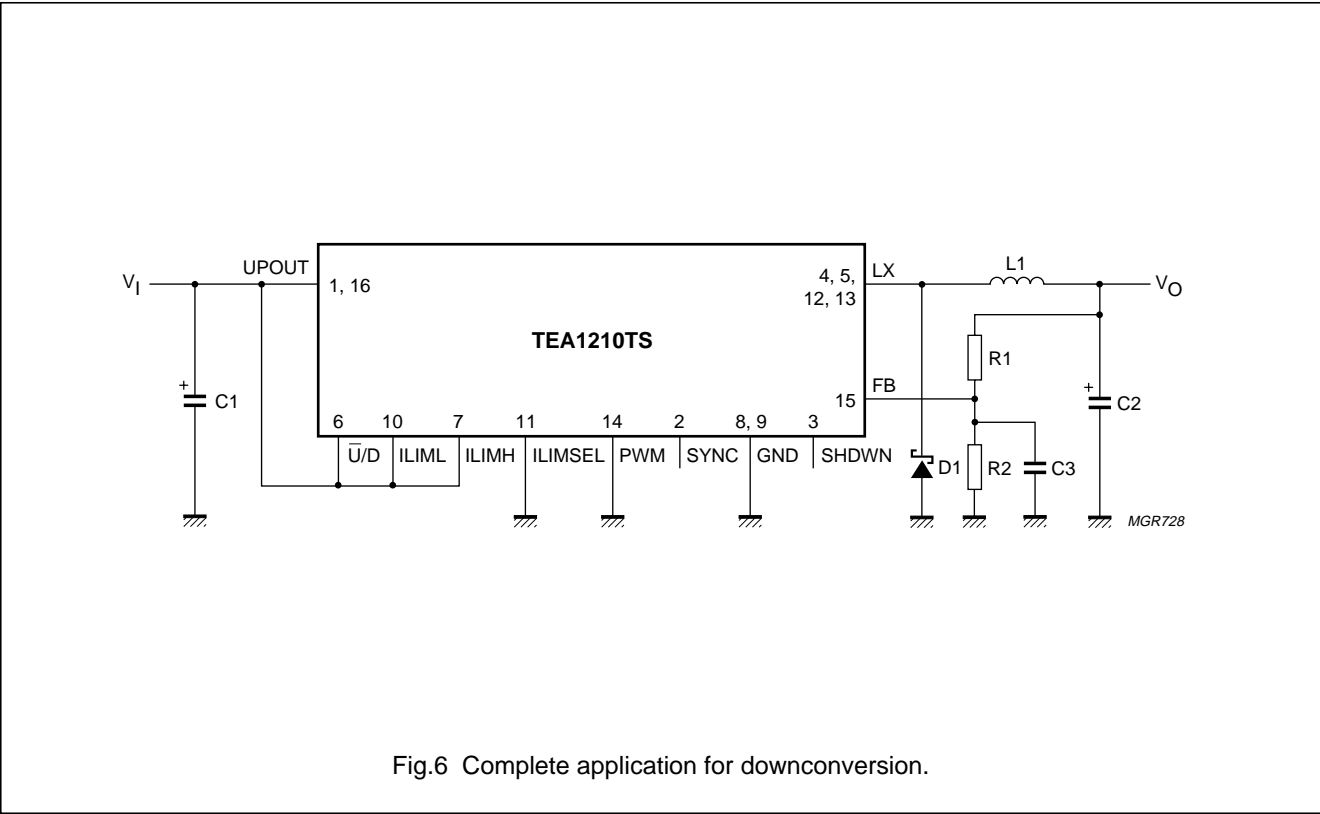 UPOUT
V_I
1, 16
4, 5,
12, 13
LX
L1
V_O
TEA1210TS
R1
FB
15
C1
C2
6
10
7
11
14
2
8, 9
3
U̅/D
ILIML
ILIMH
ILIMSEL
PWM
SYNC
GND
SHDWN
D1
R2
C3
+
+
MGR728
Fig.6 Complete application for downconversion.